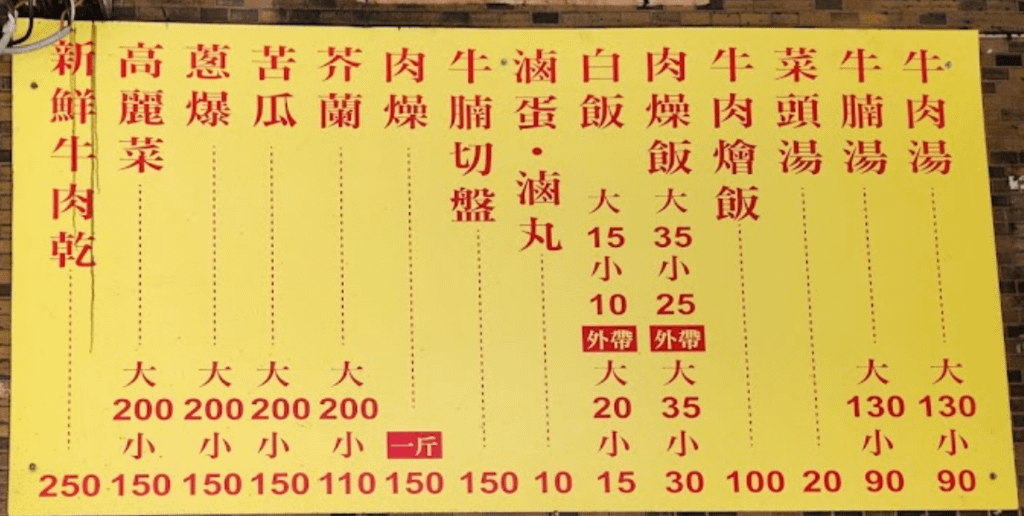 牛肉湯 大 130 小 90
牛腩湯 大 130 小 90
菜頭湯 20
牛肉燴飯 100
肉燥飯 大 35 小 25 外帶 大 35 小 30
白飯 大 15 小 10 外帶 大 20 小 15
滷蛋・滷丸 10
牛腩切盤 150
肉燥 一斤 150
芥蘭 大 200 小 110
苦瓜 大 200 小 150
蔥爆 大 200 小 150
高麗菜 大 200 小 150
新鮮牛肉乾 250